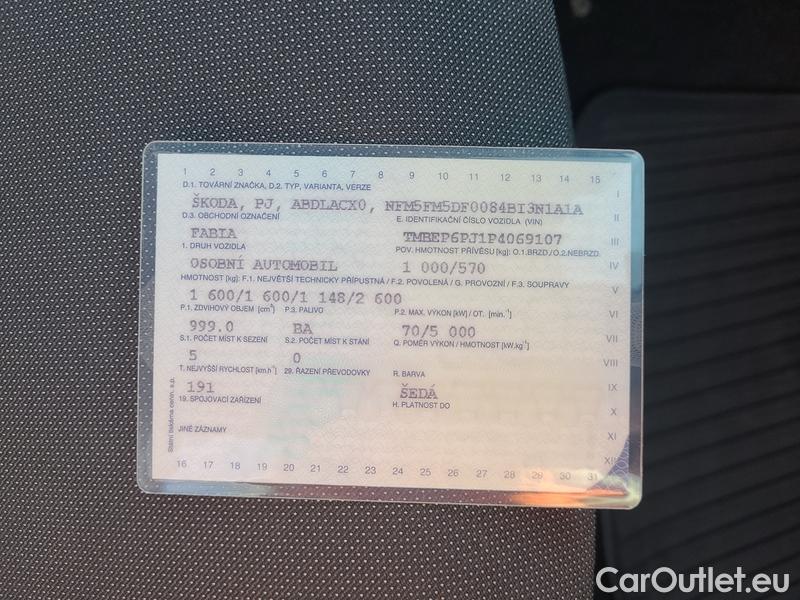 1 2 3 4 5 6 7 8 9 10 11 12 13 14 15
D.1. TOVÁRNÍ ZNAČKA, D.2. TYP, VARIANTA, VERZE
I
ŠKODA, PJ, ABDLACX0, NFM5FM5DF0084BI3N1A1A
D.3. OBCHODNÍ OZNAČENÍ E. IDENTIFIKAČNÍ ČÍSLO VOZIDLA (VIN)
II
FABIA TMBEP6PJ1P4069107
III
1. DRUH VOZIDLA POV. HMOTNOST PŘÍVĚSU [kg]: O.1.BRZD./O.2.NEBRZD.
OSOBNÍ AUTOMOBIL 1 000/570
IV
HMOTNOST [kg]: F.1. NEJVĚTŠÍ TECHNICKY PŘÍPUSTNÁ / F.2. POVOLENÁ / G. PROVOZNÍ / F.3. SOUPRAVY
V
1 600/1 600/1 148/2 600
P.1. ZDVIHOVÝ OBJEM [cm³] P.3. PALIVO P.2. MAX. VÝKON [kW] / OT. [min.⁻¹]
VI
999.0 BA 70/5 000
VII
S.1. POČET MÍST K SEZENÍ S.2. POČET MÍST K STÁNÍ Q. POMĚR VÝKON / HMOTNOST [kW.kg⁻¹]
5 0
VIII
T. NEJVYŠŠÍ RYCHLOST [km.h⁻¹] 29. ŘAZENÍ PŘEVODOVKY R. BARVA
191 ŠEDÁ
IX
19. SPOJOVACÍ ZAŘÍZENÍ H. PLATNOST DO
X
JINÉ ZÁZNAMY
XI
XII
16 17 18 19 20 21 22 23 24 25 26 27 28 29 30 31
Státní tiskárna cenin, s.p.
CarOutlet.eu